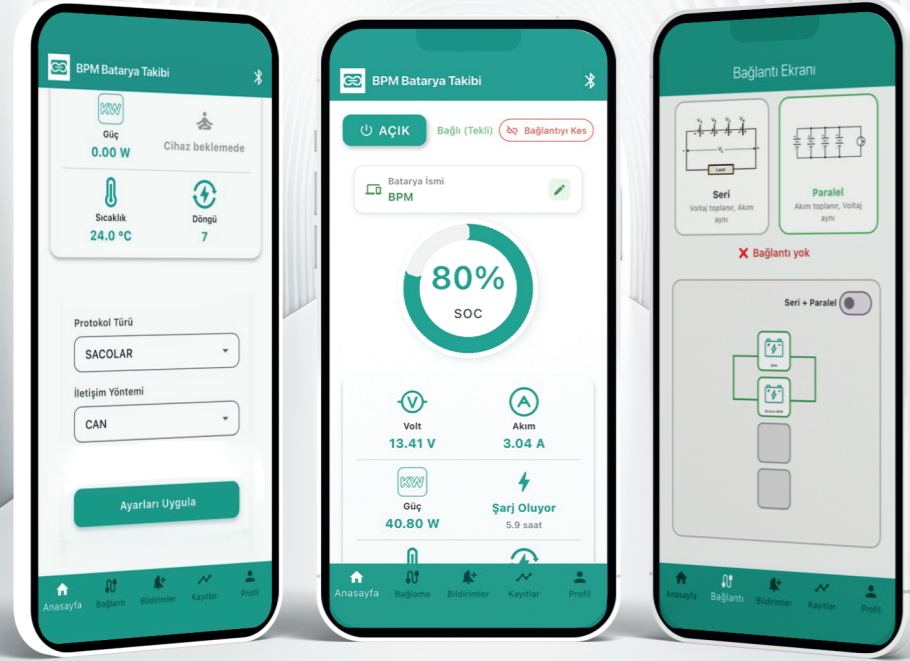 BPM Batarya Takibi
KW
Güç
0.00 W
Cihaz beklemede
Sıcaklık
24.0 °C
Döngü
7
Protokol Türü
SACOLAR
İletişim Yöntemi
CAN
Ayarları Uygula
Anasayfa
Bağlantı
Bildirimler
Kayıtlar
Profil
BPM Batarya Takibi
AÇIK
Bağlı (Tekli)
Bağlantıyı Kes
Batarya İsmi
BPM
80%
SOC
V
Volt
13.41 V
A
Akım
3.04 A
KW
Güç
40.80 W
Şarj Oluyor
5.9 saat
Anasayfa
Bağlama
Bildirimler
Kayıtlar
Profil
Bağlantı Ekranı
Load
Seri
Voltaj toplanır, Akım
aynı
Paralel
Akım toplanır, Voltaj
aynı
Bağlantı yok
Seri + Paralel
BPM
Anasayfa
Bağlantı
Bildirimler
Kayıtlar
Profil